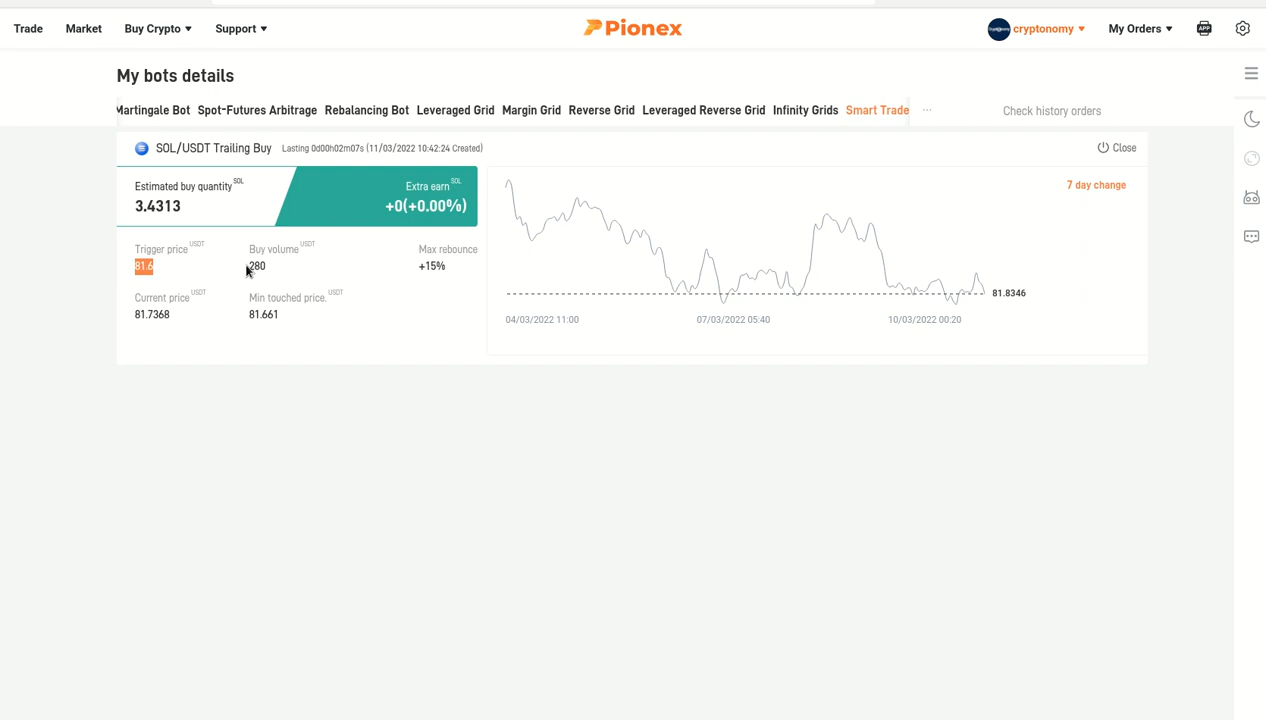 Trade Market Buy Crypto Support Pionex cryptonomy My Orders APP
My bots details
Martingale Bot Spot-Futures Arbitrage Rebalancing Bot Leveraged Grid Margin Grid Reverse Grid Leveraged Reverse Grid Infinity Grids Smart Trade ... Check history orders
SOL/USDT Trailing Buy Lasting 0d00h02m07s (11/03/2022 10:42:24 Created) Close
Estimated buy quantity SOL Extra earn SOL
3.4313 +0(+0.00%)
7 day change
Trigger price USDT Buy volume USDT Max rebounce
81.6 280 +15%
Current price USDT Min touched price. USDT
81.7368 81.661
81.8346
04/03/2022 11:00 07/03/2022 05:40 10/03/2022 00:20